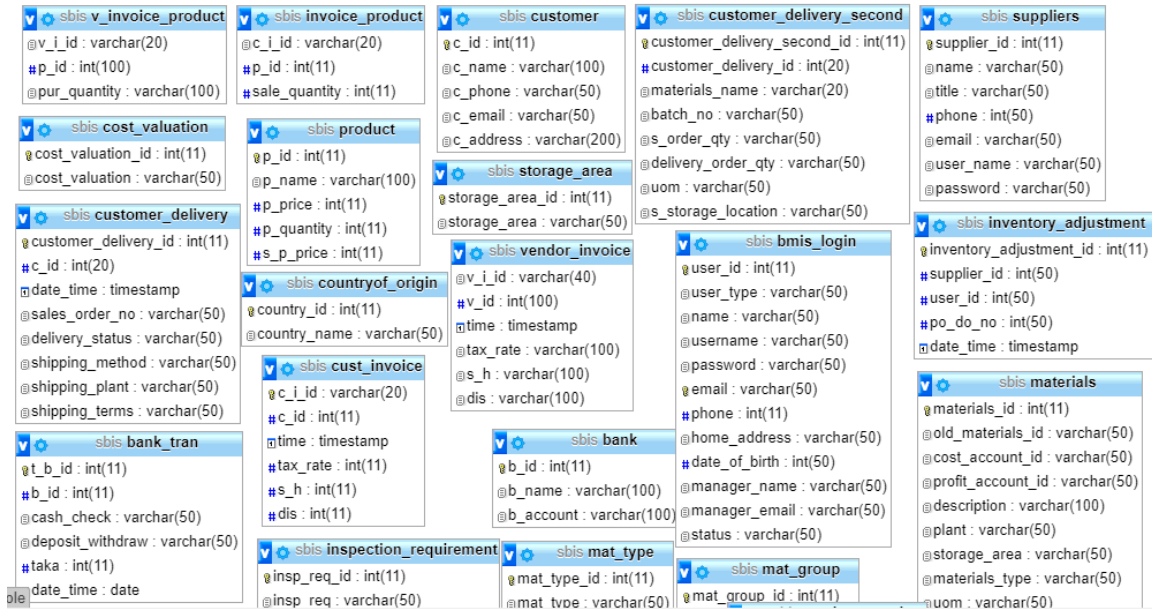 sbis v_invoice_product
v_i_id : varchar(20)
#p_id : int(100)
pur_quantity : varchar(100)
sbis invoice_product
c_i_id : varchar(20)
#p_id : int(11)
#sale_quantity : int(11)
sbis customer
c_id : int(11)
c_name : varchar(100)
c_phone : varchar(50)
c_email : varchar(50)
c_address : varchar(200)
sbis customer_delivery_second
customer_delivery_second_id : int(11)
#customer_delivery_id : int(20)
materials_name : varchar(20)
batch_no : varchar(50)
s_order_qty : varchar(50)
delivery_order_qty : varchar(50)
uom : varchar(50)
s_storage_location : varchar(50)
sbis suppliers
supplier_id : int(11)
name : varchar(50)
title : varchar(50)
#phone : int(50)
email : varchar(50)
user_name : varchar(50)
password : varchar(50)
sbis cost_valuation
cost_valuation_id : int(11)
cost_valuation : varchar(50)
sbis product
p_id : int(11)
p_name : varchar(100)
#p_price : int(11)
#p_quantity : int(11)
#s_p_price : int(11)
sbis storage_area
storage_area_id : int(11)
storage_area : varchar(50)
sbis customer_delivery
customer_delivery_id : int(11)
#c_id : int(20)
date_time : timestamp
sales_order_no : varchar(50)
delivery_status : varchar(50)
shipping_method : varchar(50)
shipping_plant : varchar(50)
shipping_terms : varchar(50)
sbis countryof_origin
country_id : int(11)
country_name : varchar(50)
sbis vendor_invoice
v_i_id : varchar(40)
#v_id : int(100)
time : timestamp
tax_rate : varchar(100)
s_h : varchar(100)
dis : varchar(100)
sbis bmis_login
user_id : int(11)
user_type : varchar(50)
name : varchar(50)
username : varchar(50)
password : varchar(50)
email : varchar(50)
#phone : int(11)
home_address : varchar(50)
#date_of_birth : int(50)
manager_name : varchar(50)
manager_email : varchar(50)
status : varchar(50)
sbis inventory_adjustment
inventory_adjustment_id : int(11)
#supplier_id : int(50)
#user_id : int(50)
#po_do_no : int(50)
date_time : timestamp
sbis cust_invoice
c_i_id : varchar(20)
#c_id : int(11)
time : timestamp
#tax_rate : int(11)
#s_h : int(11)
#dis : int(11)
sbis materials
materials_id : int(11)
old_materials_id : varchar(50)
cost_account_id : varchar(50)
profit_account_id : varchar(50)
description : varchar(100)
plant : varchar(50)
storage_area : varchar(50)
materials_type : varchar(50)
uom : varchar(50)
sbis bank_tran
t_b_id : int(11)
#b_id : int(11)
cash_check : varchar(50)
deposit_withdraw : varchar(50)
#taka : int(11)
date_time : date
sbis bank
b_id : int(11)
b_name : varchar(100)
b_account : varchar(50)
sbis inspection_requirement
insp_req_id : int(11)
insp_req : varchar(50)
sbis mat_type
mat_type_id : int(11)
mat_type : varchar(50)
sbis mat_group
mat_group_id : int(11)
ole